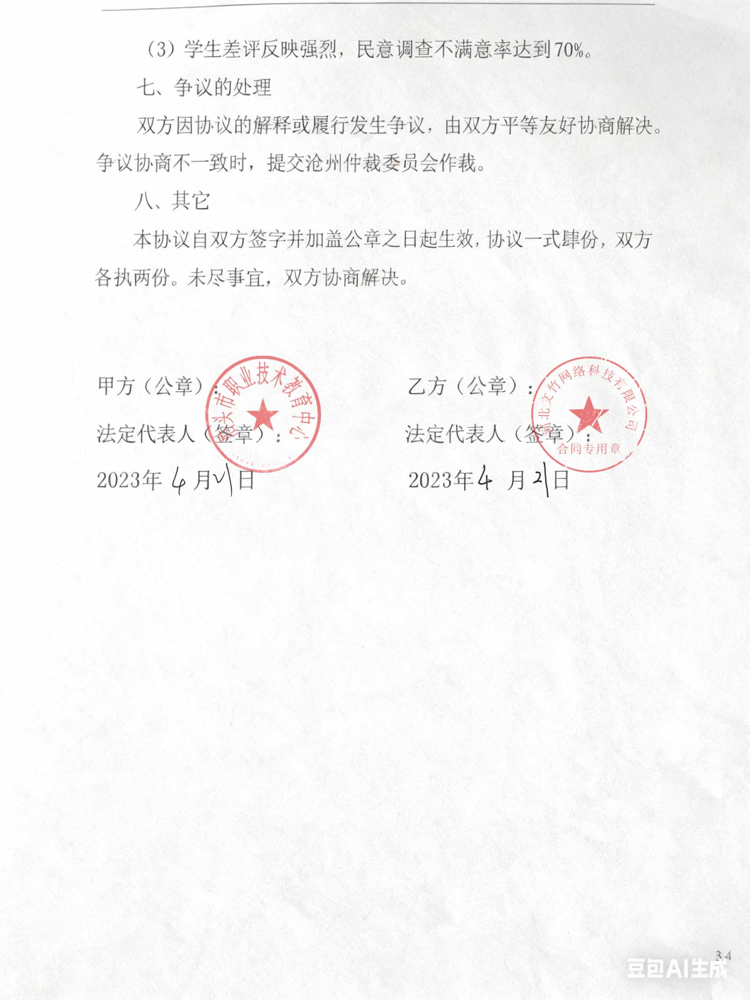 （3）学生差评反映强烈，民意调查不满意率达到70%。
七、争议的处理
双方因协议的解释或履行发生争议，由双方平等友好协商解决。
争议协商不一致时，提交沧州仲裁委员会作裁。
八、其它
本协议自双方签字并加盖公章之日起生效，协议一式肆份，双方
各执两份。未尽事宜，双方协商解决。
甲方（公章）：
头市职业技术教育中心
乙方（公章）：
河北文竹网络科技有限公司
法定代表人（签章）：
法定代表人（签章）：
合同专用章
2023年 4 月21日
2023年4 月21日
34
豆包AI生成